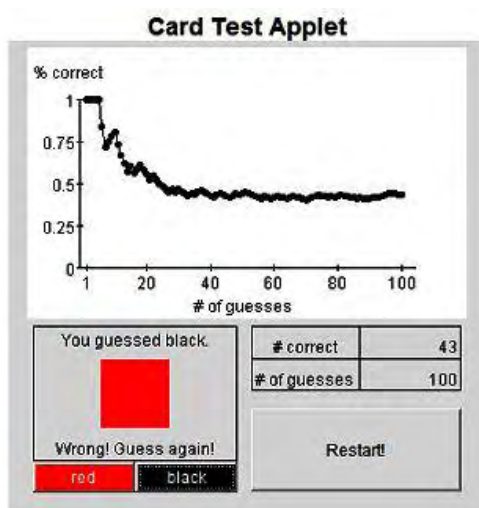 Card Test Applet
% correct
1
0.75
0.5
0.25
0
1 20 40 60 80 100
# of guesses
You guessed black.
Wrong! Guess again!
red black
# correct 43
# of guesses 100
Restart!